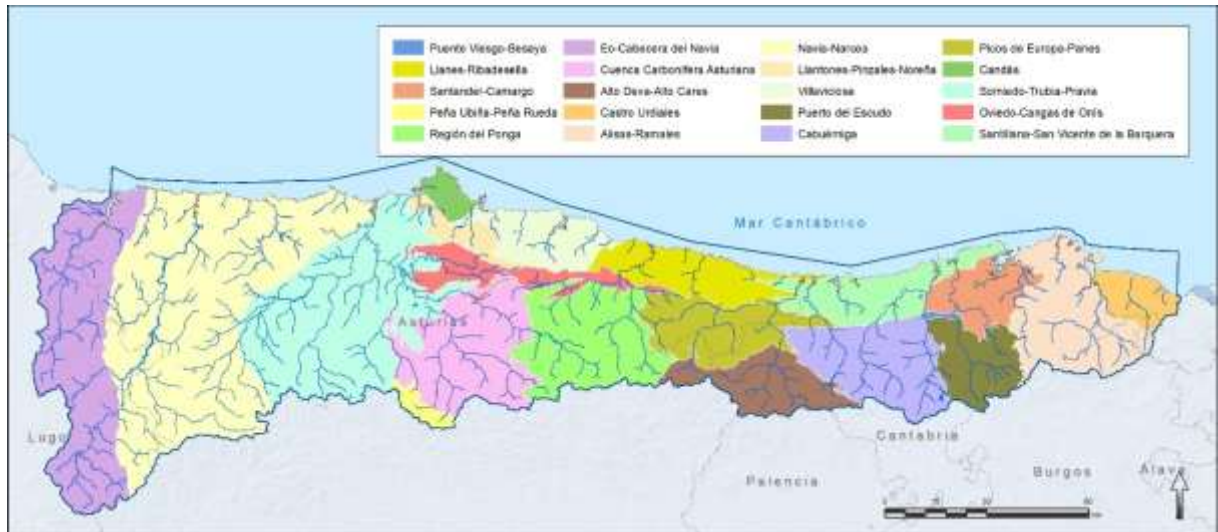 Puente Viesgo-Besaya
Eo-Cabecera del Navia
Navia-Narcea
Picos de Europa-Panes
Llanes-Ribadesella
Cuenca Carbonífera Asturiana
Llantones-Pinzales-Noreña
Candás
Santander-Camargo
Alto Deva-Alto Cares
Villaviciosa
Somiedo-Trubia-Pravia
Peña Ubiña-Peña Rueda
Castro Urdiales
Puerto del Escudo
Oviedo-Cangas de Onís
Región del Ponga
Alisas-Ramales
Cabuérniga
Santillana-San Vicente de la Barquera
Mar Cantábrico
Asturias
Lugo
Cantabria
Palencia
Burgos
Álava
0